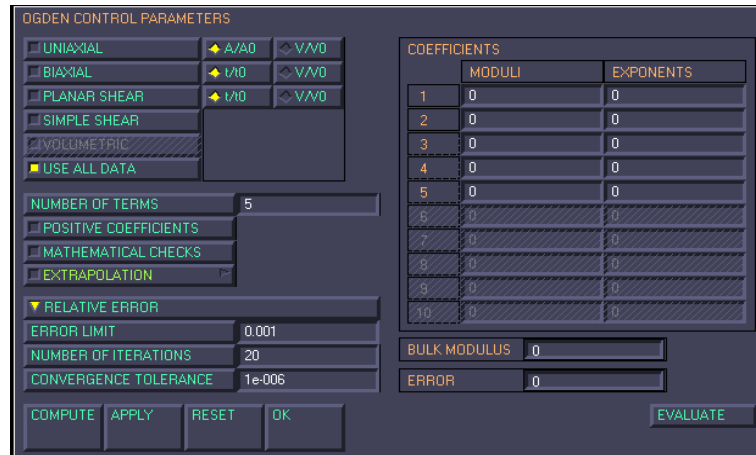 OGDEN CONTROL PARAMETERS
UNIAXIAL A/A0 V/V0
BIAXIAL t/t0 V/V0
PLANAR SHEAR t/t0 V/V0
SIMPLE SHEAR
VOLUMETRIC
USE ALL DATA
NUMBER OF TERMS 5
POSITIVE COEFFICIENTS
MATHEMATICAL CHECKS
EXTRAPOLATION
RELATIVE ERROR
ERROR LIMIT 0.001
NUMBER OF ITERATIONS 20
CONVERGENCE TOLERANCE 1e-006
COEFFICIENTS
MODULI EXPONENTS
1 0 0
2 0 0
3 0 0
4 0 0
5 0 0
6 0 0
7 0 0
8 0 0
9 0 0
10 0 0
BULK MODULUS 0
ERROR 0
COMPUTE APPLY RESET OK EVALUATE